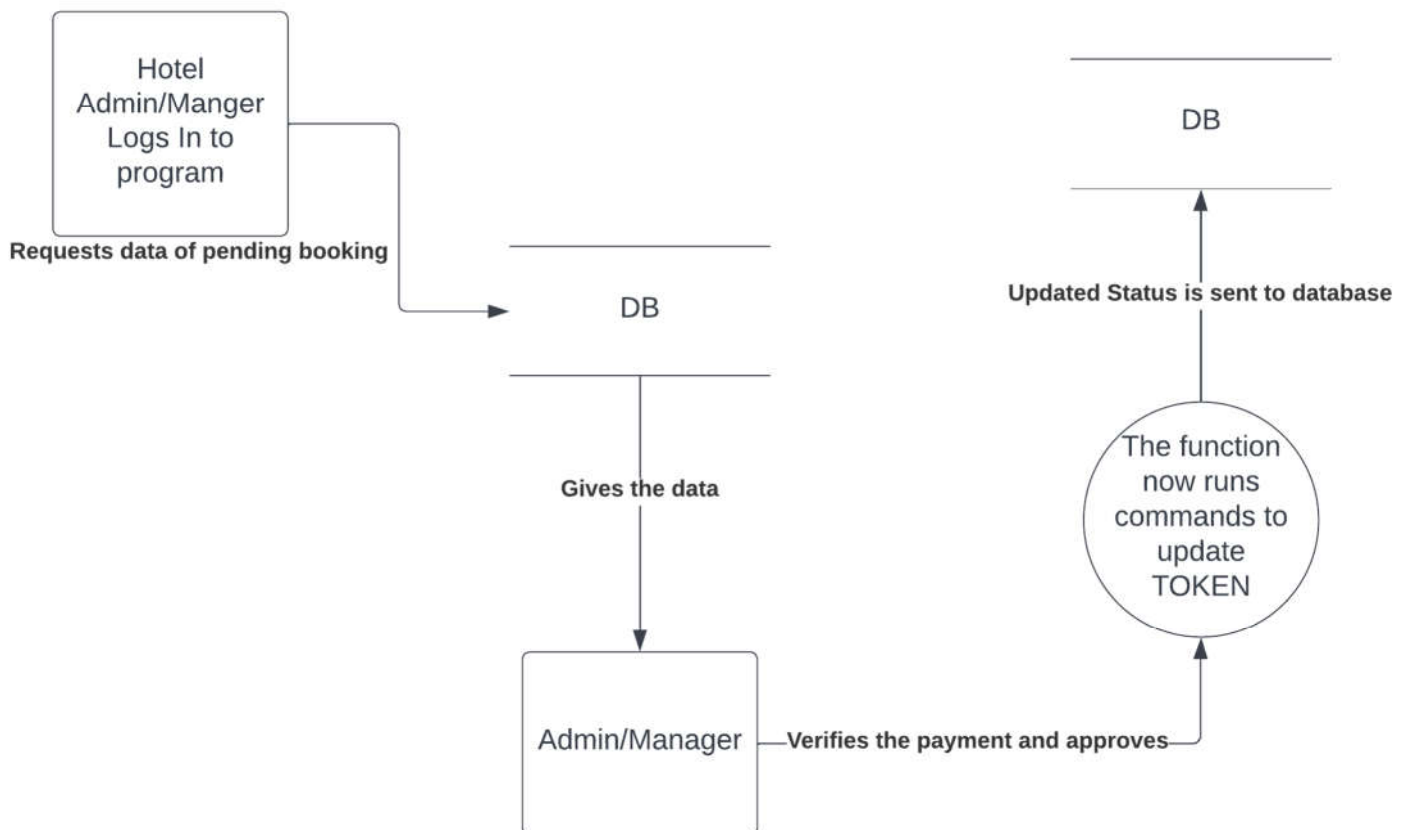 Hotel
Admin/Manger
Logs In to
program
Requests data of pending booking
DB
Gives the data
Admin/Manager
Verifies the payment and approves
The function
now runs
commands to
update
TOKEN
Updated Status is sent to database
DB